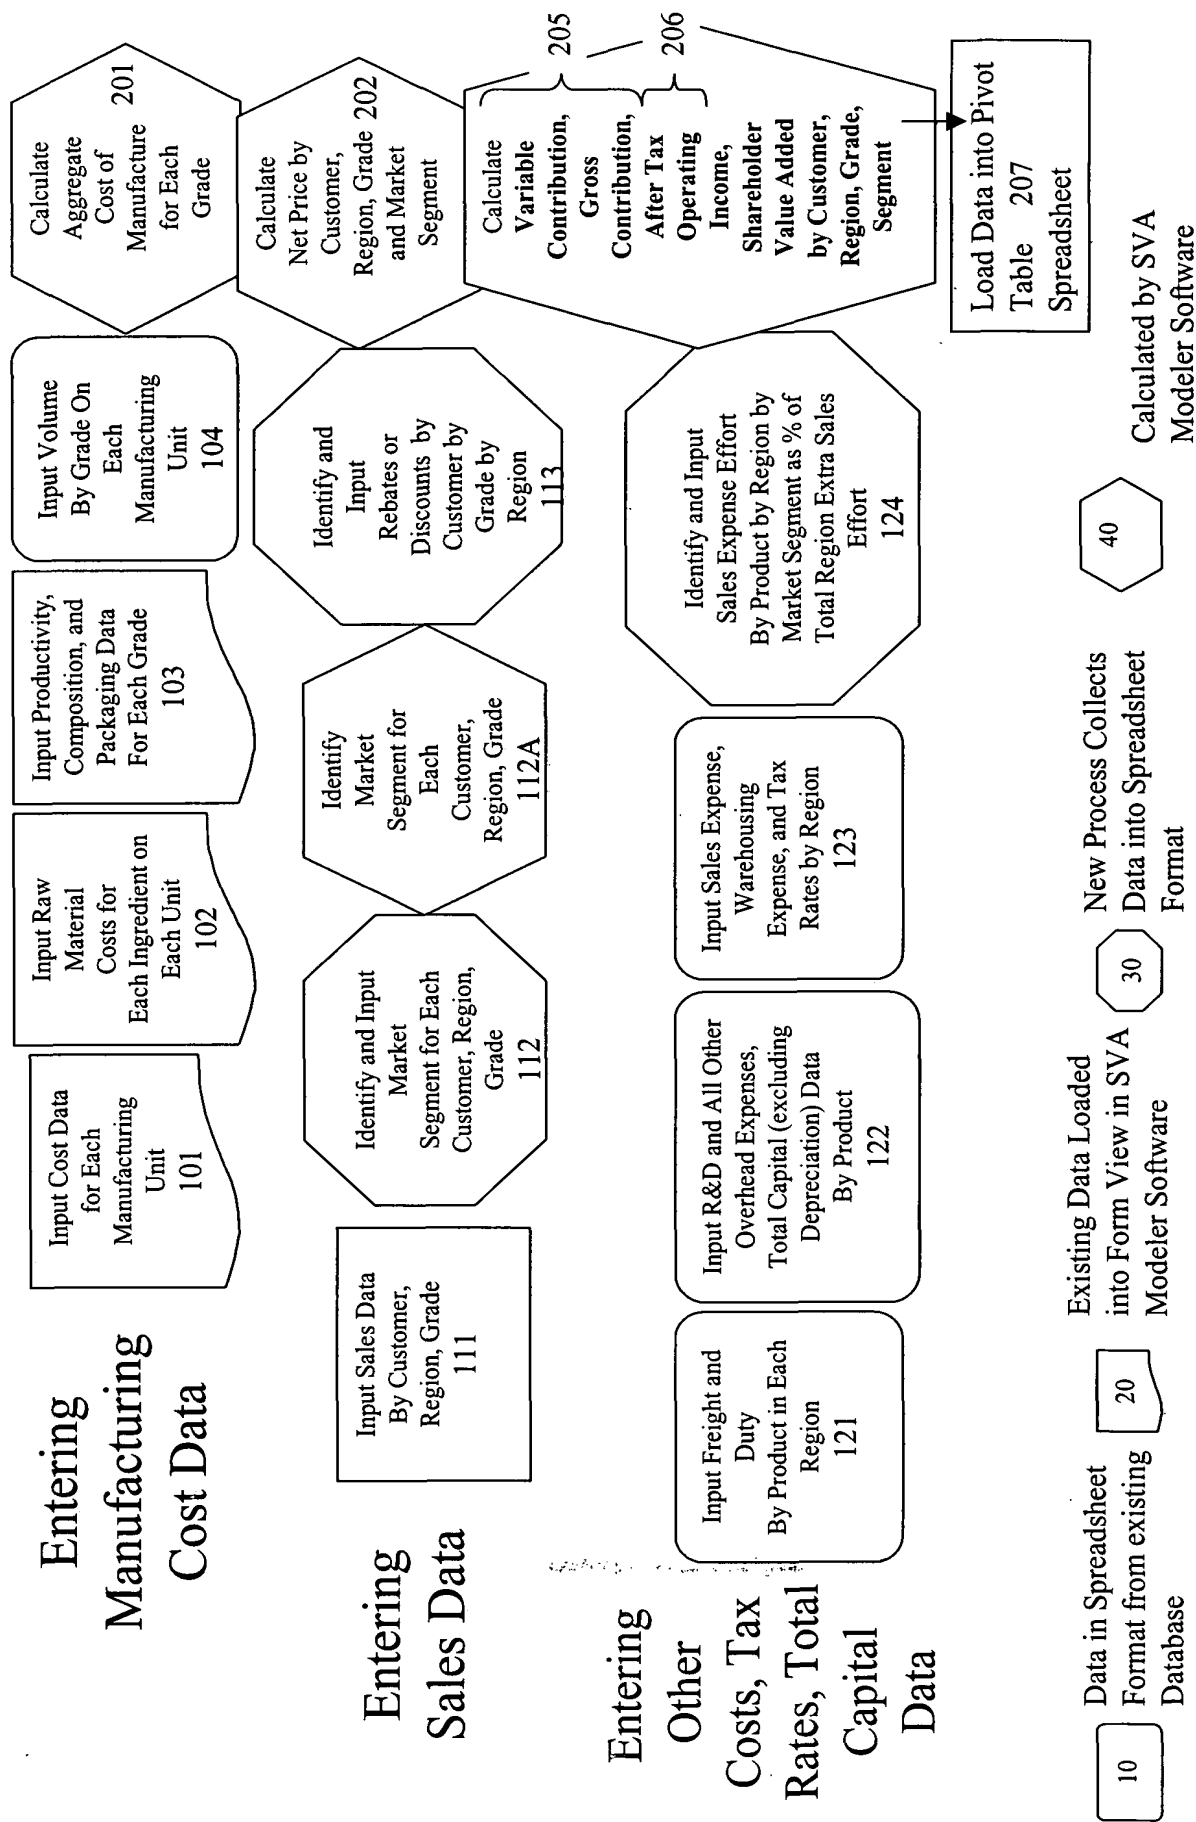 Entering
Manufacturing
Cost Data
Input Cost Data
for Each
Manufacturing
Unit
101
Input Raw
Material
Costs for
Each Ingredient on
Each Unit
102
Input Productivity,
Composition, and
Packaging Data
For Each Grade
103
Input Volume
By Grade On
Each
Manufacturing
Unit
104
Calculate
Aggregate
Cost of
Manufacture
for Each
Grade
201
Entering
Sales Data
Input Sales Data
By Customer,
Region, Grade
111
Identify and Input
Market
Segment for Each
Customer, Region,
Grade
112
Identify
Market
Segment for
Each
Customer,
Region, Grade
112A
Identify and
Input
Rebates or
Discounts by
Customer by
Grade by
Region
113
Calculate
Net Price by
Customer,
Region, Grade 202
and Market
Segment
Entering
Other
Costs, Tax
Rates, Total
Capital
Data
Input Freight and
Duty
By Product in Each
Region
121
Input R&D and All Other
Overhead Expenses,
Total Capital (excluding
Depreciation) Data
By Product
122
Input Sales Expense,
Warehousing
Expense, and Tax
Rates by Region
123
Identify and Input
Sales Expense Effort
By Product by Region by
Market Segment as % of
Total Region Extra Sales
Effort
124
Calculate
Variable
Contribution,
Gross
Contribution,
After Tax
Operating
Income,
Shareholder
Value Added
by Customer,
Region, Grade,
Segment
205
206
Load Data into Pivot
Table 207
Spreadsheet
10
Data in Spreadsheet
Format from existing
Database
20
Existing Data Loaded
into Form View in SVA
Modeler Software
30
New Process Collects
Data into Spreadsheet
Format
40
Calculated by SVA
Modeler Software